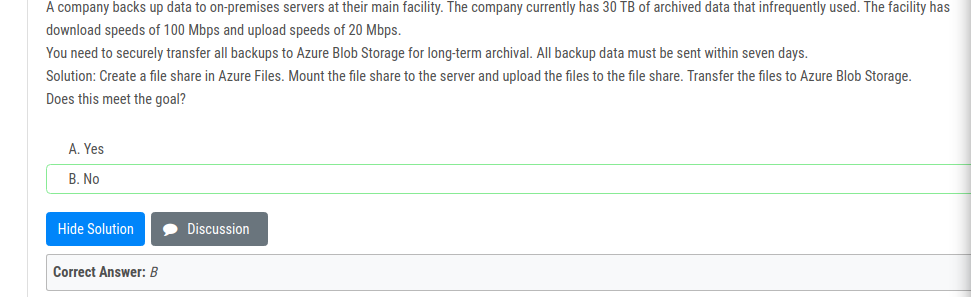 A company backs up data to on-premises servers at their main facility. The company currently has 30 TB of archived data that infrequently used. The facility has
download speeds of 100 Mbps and upload speeds of 20 Mbps.
You need to securely transfer all backups to Azure Blob Storage for long-term archival. All backup data must be sent within seven days.
Solution: Create a file share in Azure Files. Mount the file share to the server and upload the files to the file share. Transfer the files to Azure Blob Storage.
Does this meet the goal?
A. Yes
B. No
Hide Solution Discussion
Correct Answer: B